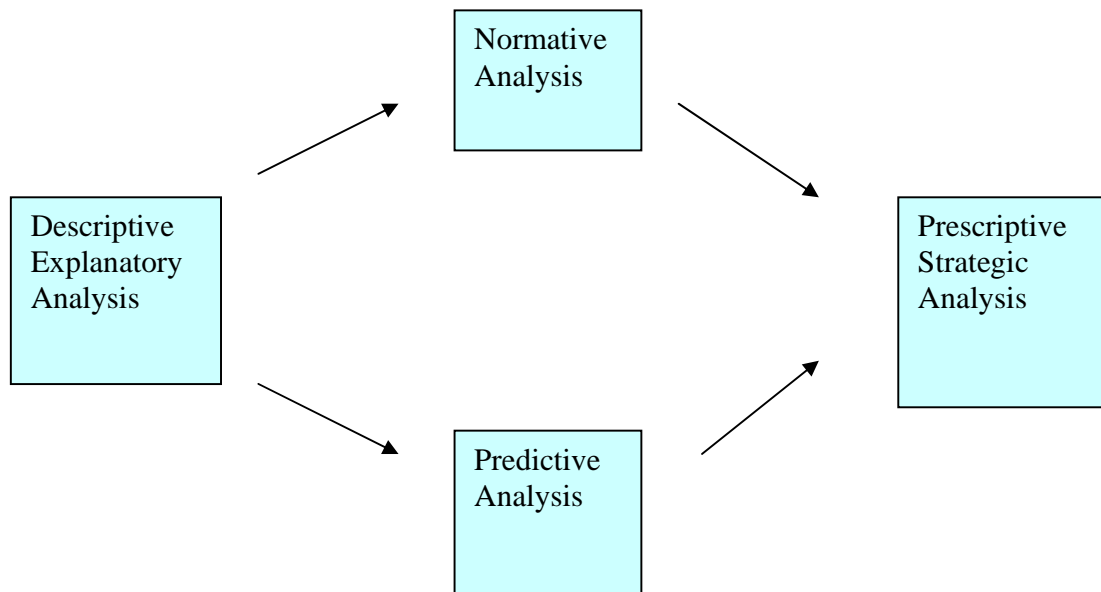 Normative
Analysis
Descriptive
Explanatory
Analysis
Prescriptive
Strategic
Analysis
Predictive
Analysis